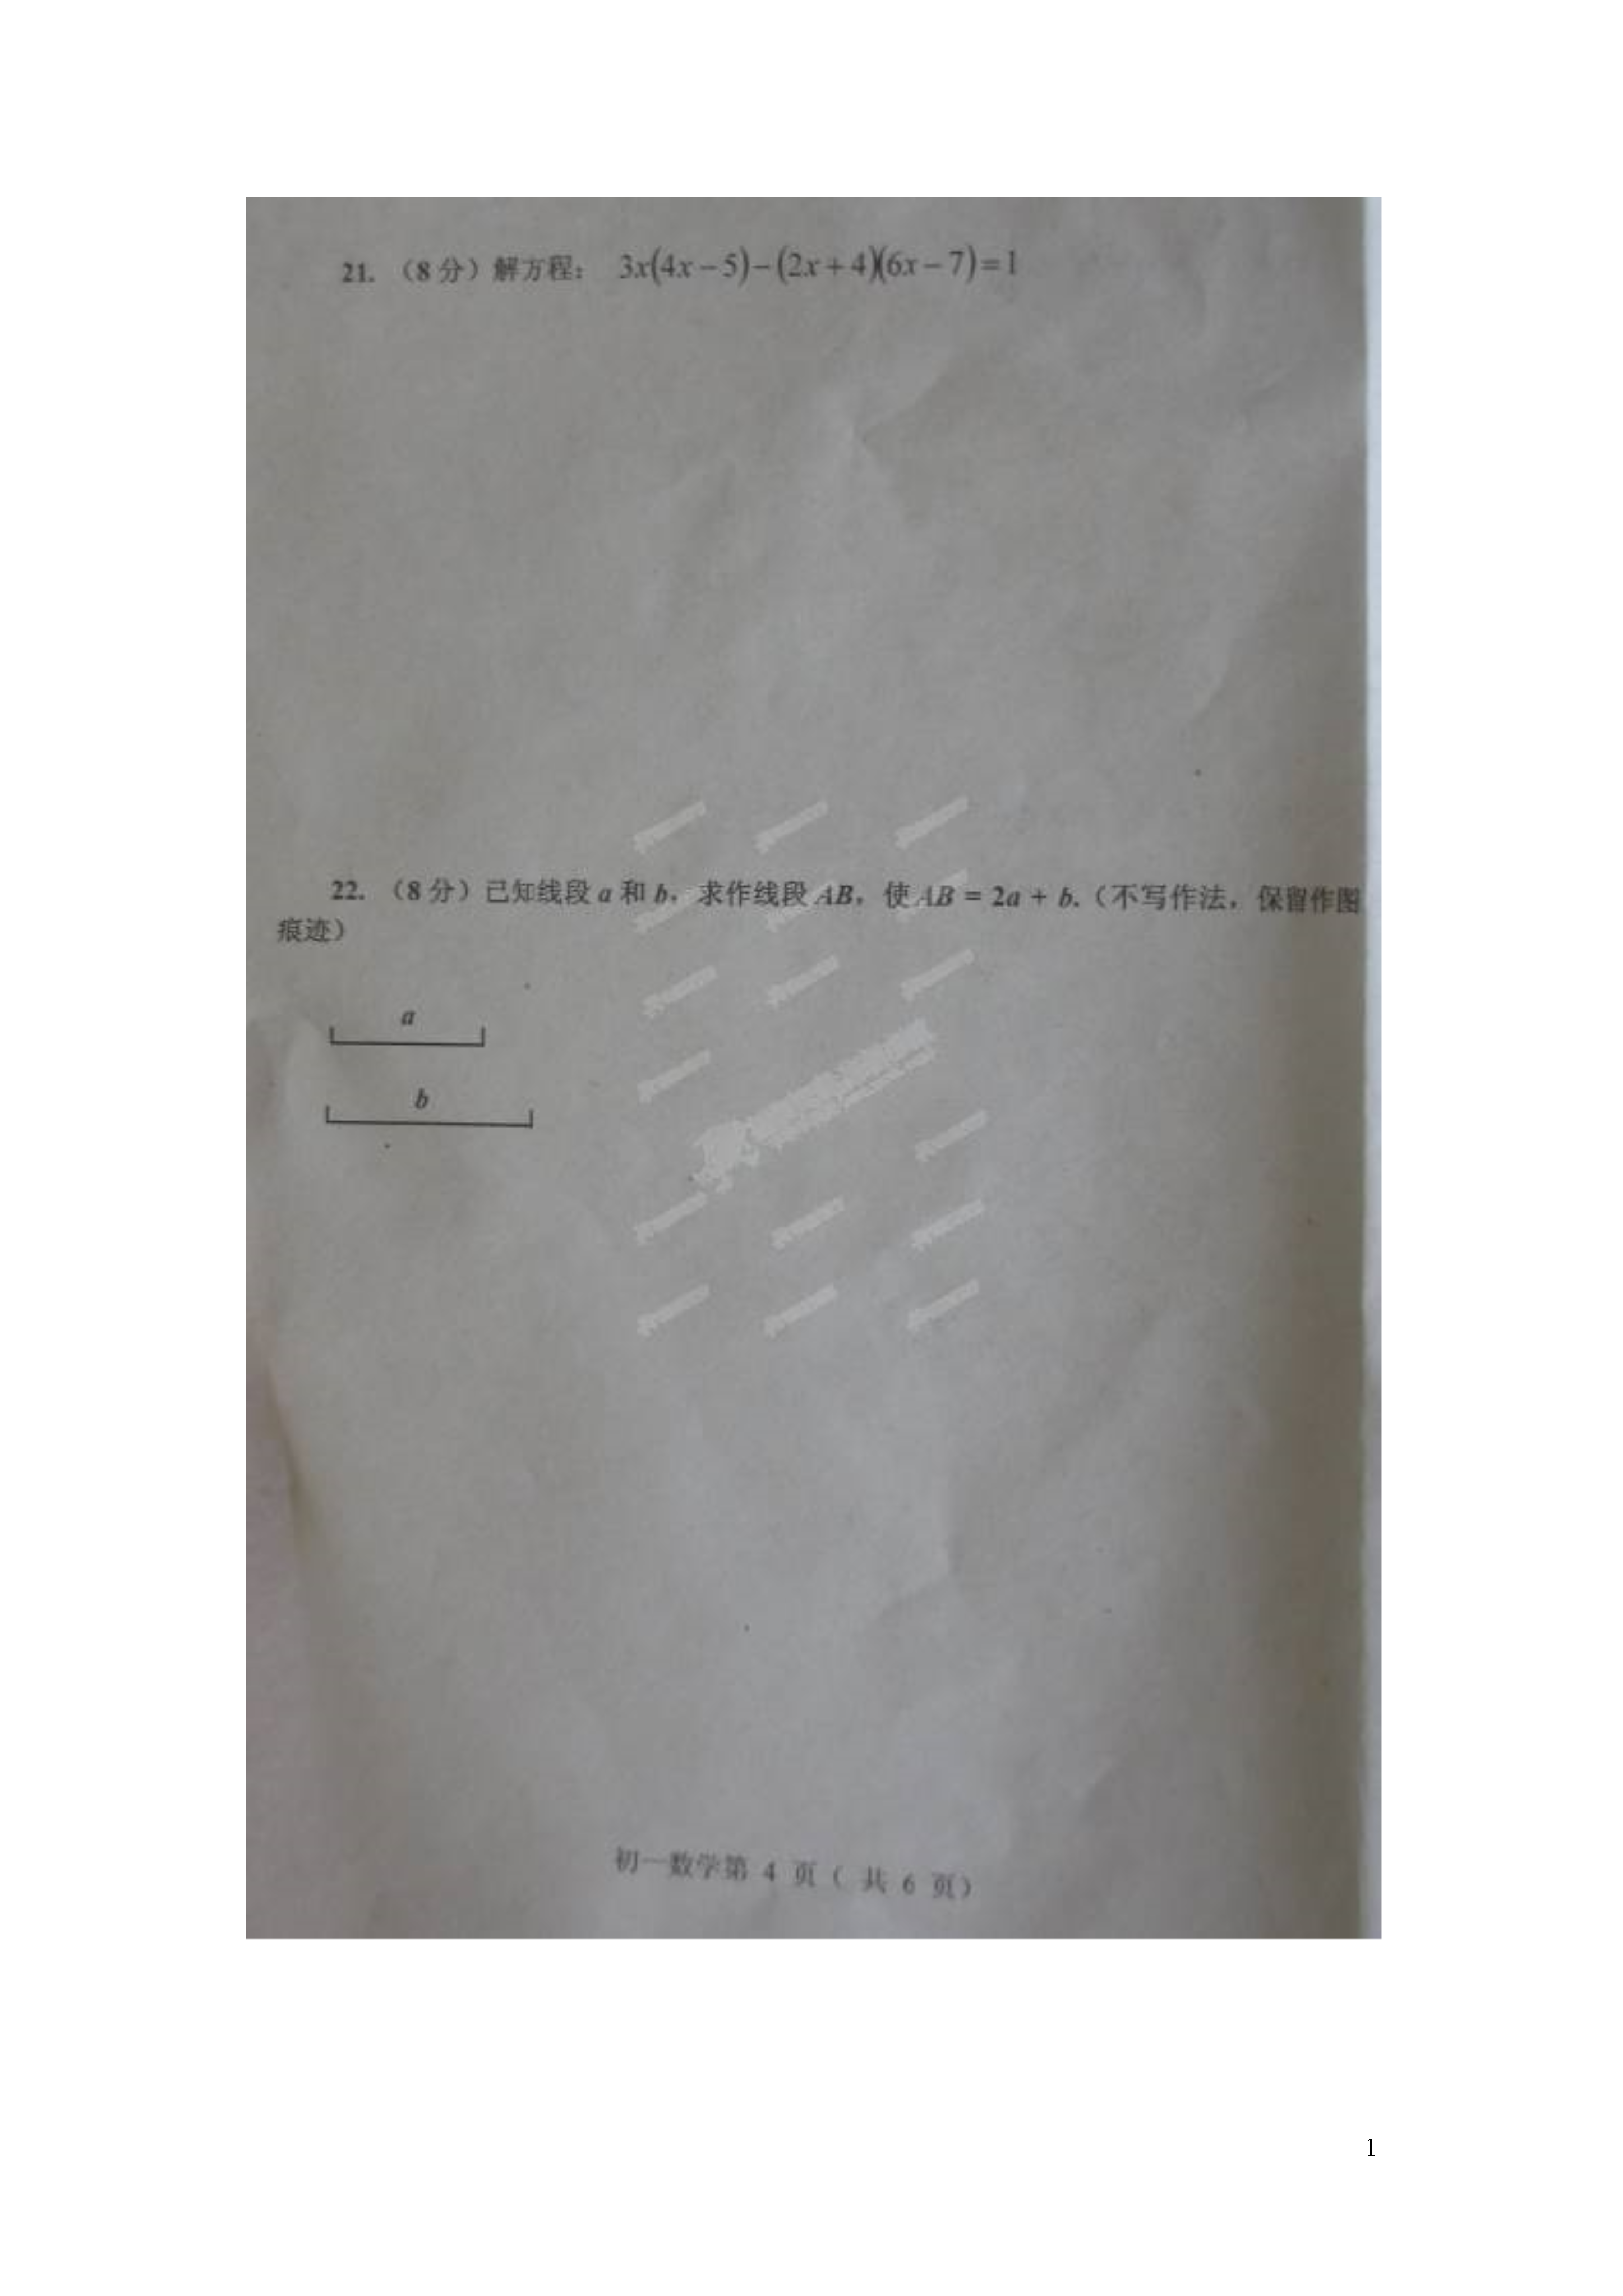 21. （8分）解方程： 3x(4x－5)－(2x＋4)(6x－7)=1
22. （8分）已知线段 a 和 b，求作线段 AB，使 AB = 2a + b.（不写作法，保留作图
痕迹）
a
b
初一数学第 4 页（ 共 6 页）
1